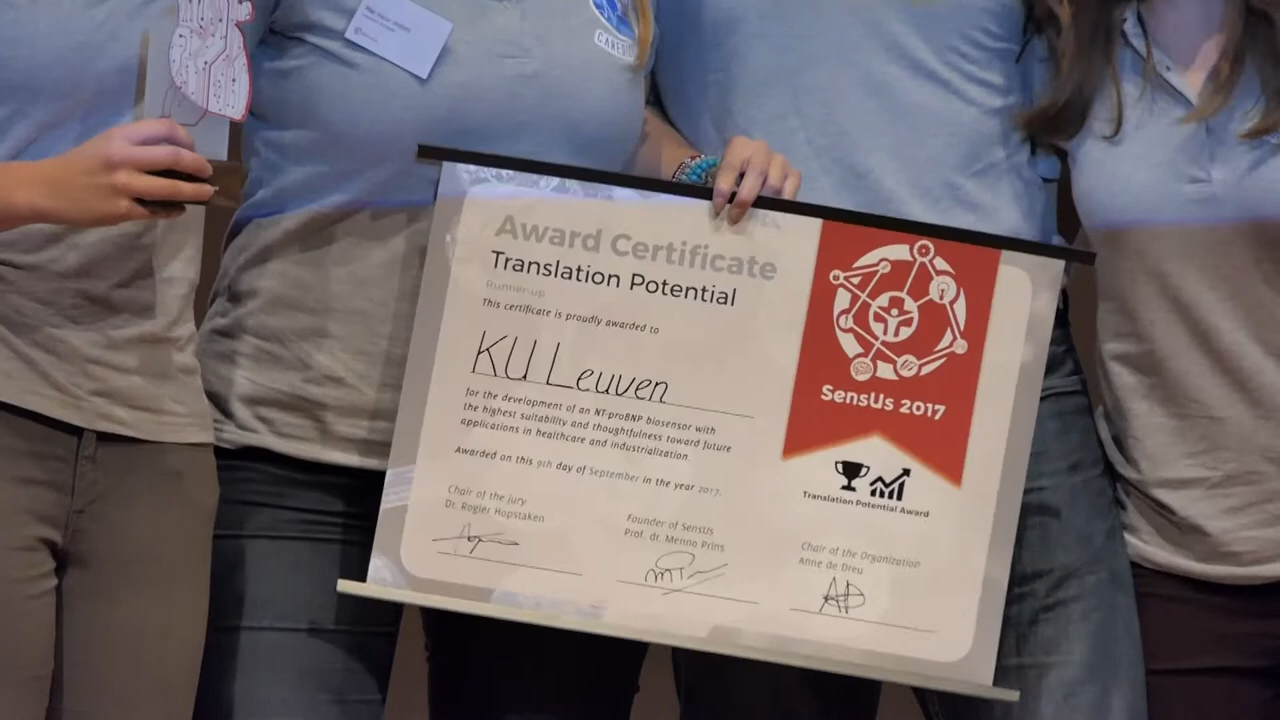 Award Certificate
Translation Potential
Runner-up
This certificate is proudly awarded to
KU Leuven
for the development of an NT-proBNP biosensor with
the highest suitability and thoughtfulness toward future
applications in healthcare and industrialization.
Awarded on this 9th day of September in the year 2017.
Chair of the jury
Dr. Rogier Hopstaken
Founder of SensUs
Prof. dr. Menno Prins
Chair of the Organization
Anne de Dreu
SensUs 2017
Translation Potential Award